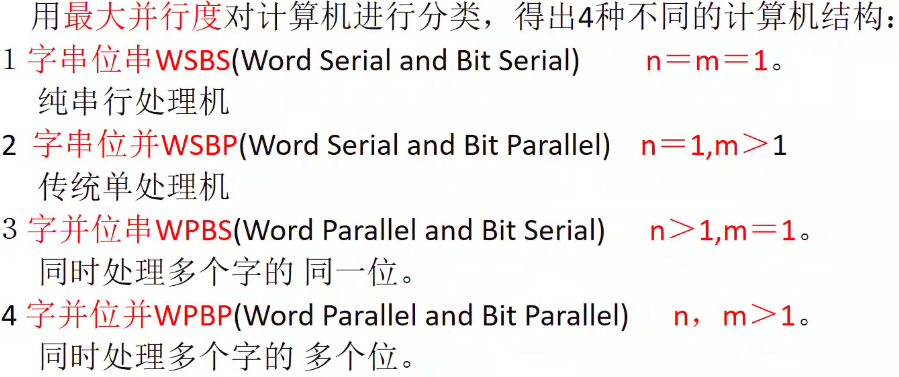 用最大并行度对计算机进行分类，得出4种不同的计算机结构：
1 字串位串WSBS(Word Serial and Bit Serial) n＝m＝1。
纯串行处理机
2 字串位并WSBP(Word Serial and Bit Parallel) n＝1,m＞1
传统单处理机
3 字并位串WPBS(Word Parallel and Bit Serial) n＞1,m＝1。
同时处理多个字的 同一位。
4 字并位并WPBP(Word Parallel and Bit Parallel) n，m＞1。
同时处理多个字的 多个位。